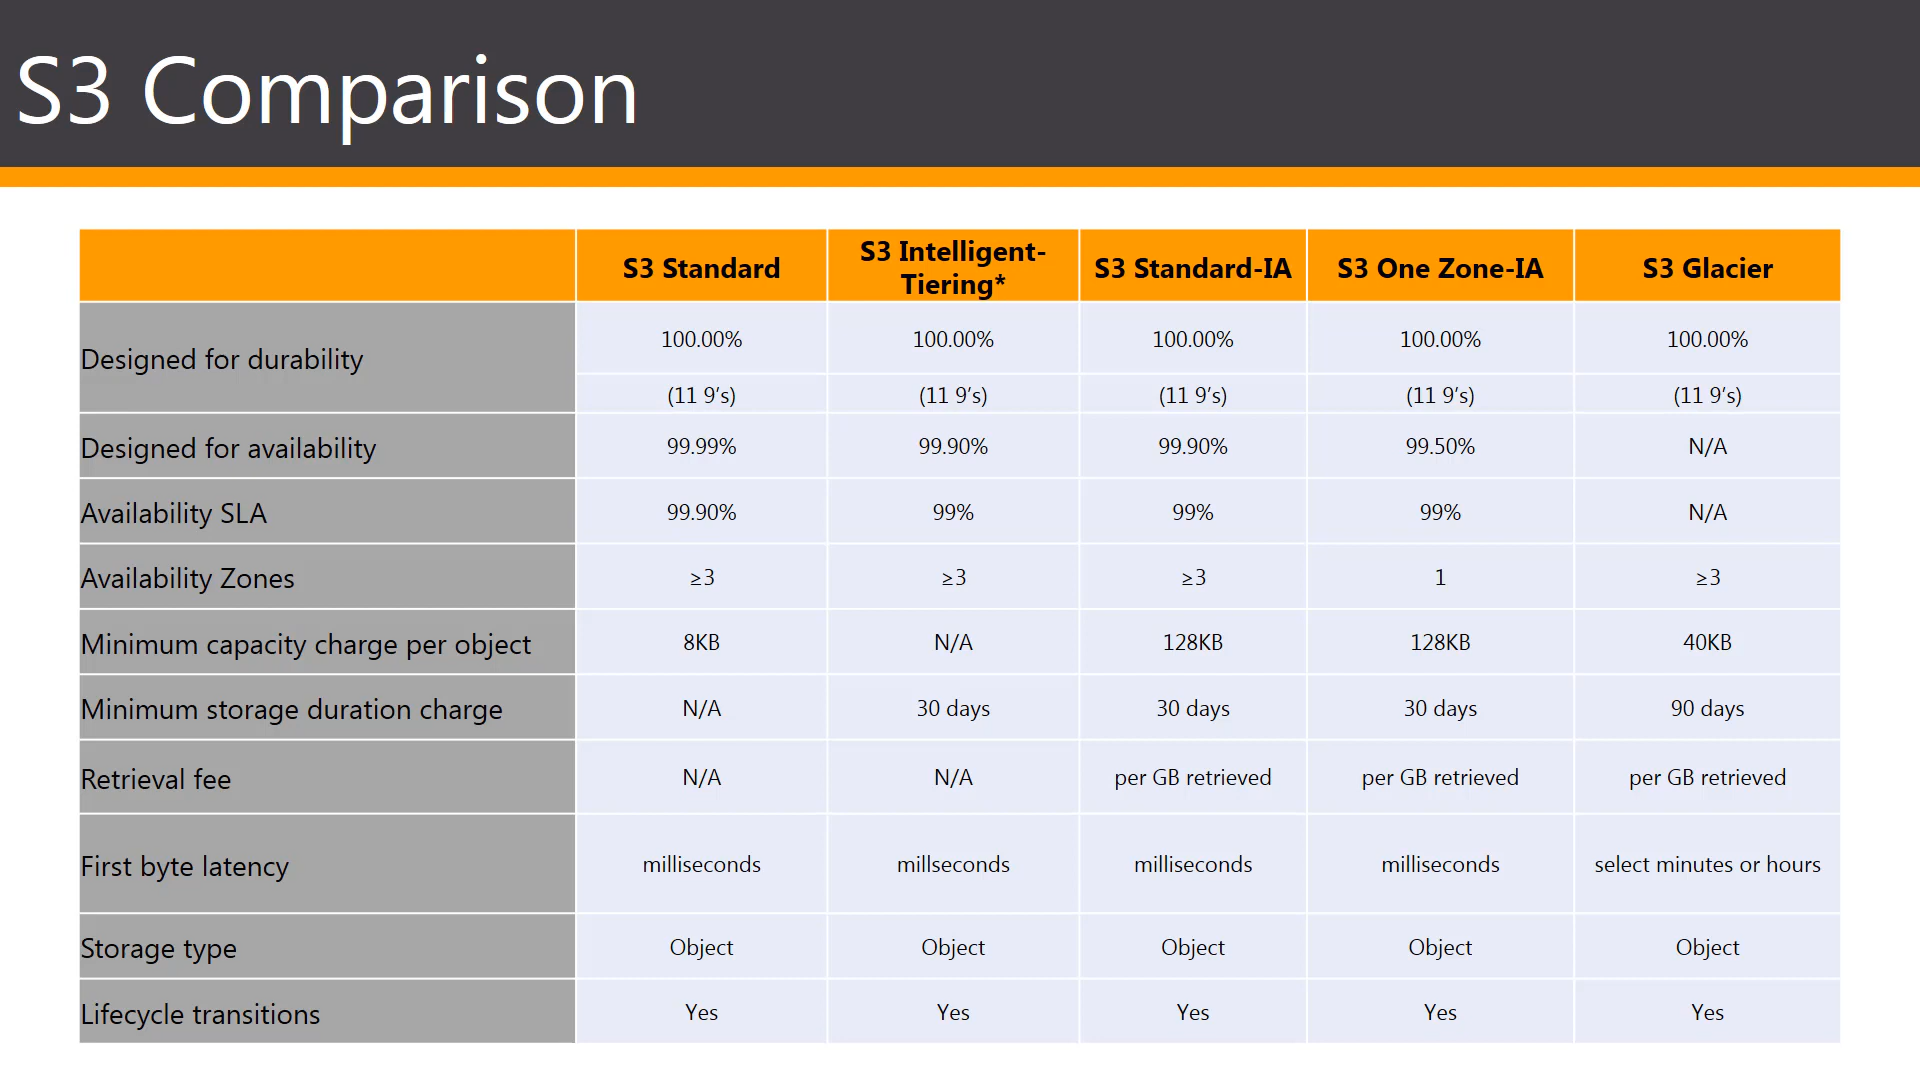 S3 Comparison
S3 Standard
S3 Intelligent-
Tiering*
S3 Standard-IA
S3 One Zone-IA
S3 Glacier
Designed for durability
100.00%
100.00%
100.00%
100.00%
100.00%
(11 9’s)
(11 9’s)
(11 9’s)
(11 9’s)
(11 9’s)
Designed for availability
99.99%
99.90%
99.90%
99.50%
N/A
Availability SLA
99.90%
99%
99%
99%
N/A
Availability Zones
≥3
≥3
≥3
1
≥3
Minimum capacity charge per object
8KB
N/A
128KB
128KB
40KB
Minimum storage duration charge
N/A
30 days
30 days
30 days
90 days
Retrieval fee
N/A
N/A
per GB retrieved
per GB retrieved
per GB retrieved
First byte latency
milliseconds
millseconds
milliseconds
milliseconds
select minutes or hours
Storage type
Object
Object
Object
Object
Object
Lifecycle transitions
Yes
Yes
Yes
Yes
Yes